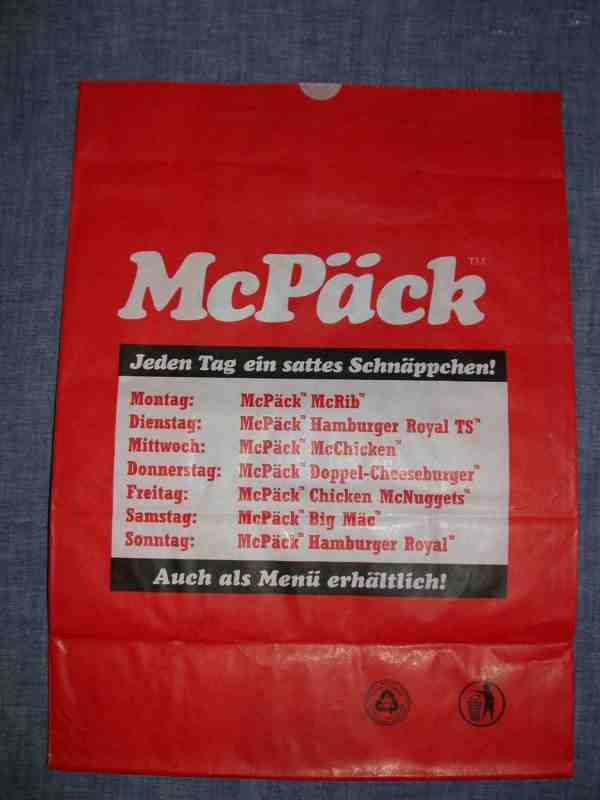 McPäck™
Jeden Tag ein sattes Schnäppchen!
Montag: McPäck™ McRib™
Dienstag: McPäck™ Hamburger Royal TS™
Mittwoch: McPäck™ McChicken™
Donnerstag: McPäck™ Doppel-Cheeseburger™
Freitag: McPäck™ Chicken McNuggets™
Samstag: McPäck™ Big Mäc™
Sonntag: McPäck™ Hamburger Royal™
Auch als Menü erhältlich!